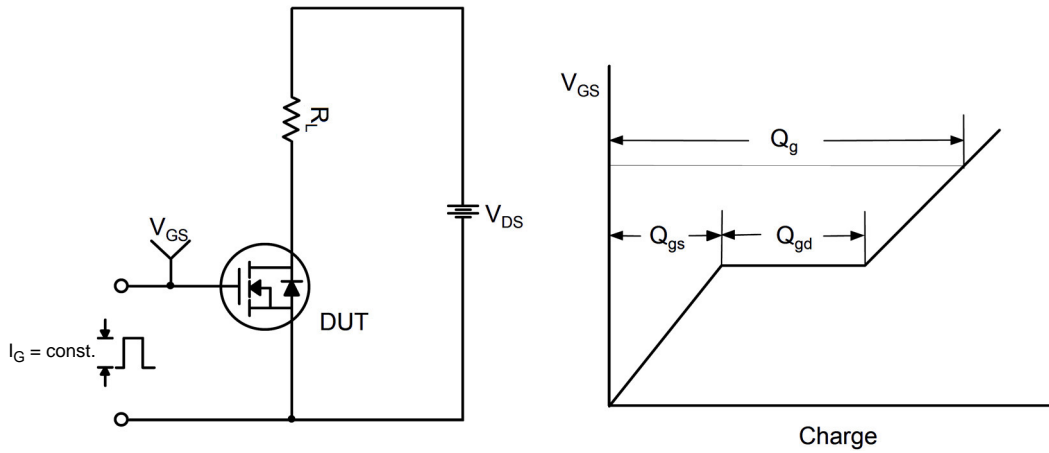 R_L
V_GS
V_DS
DUT
I_G = const.
V_GS
Q_g
Q_gs
Q_gd
Charge